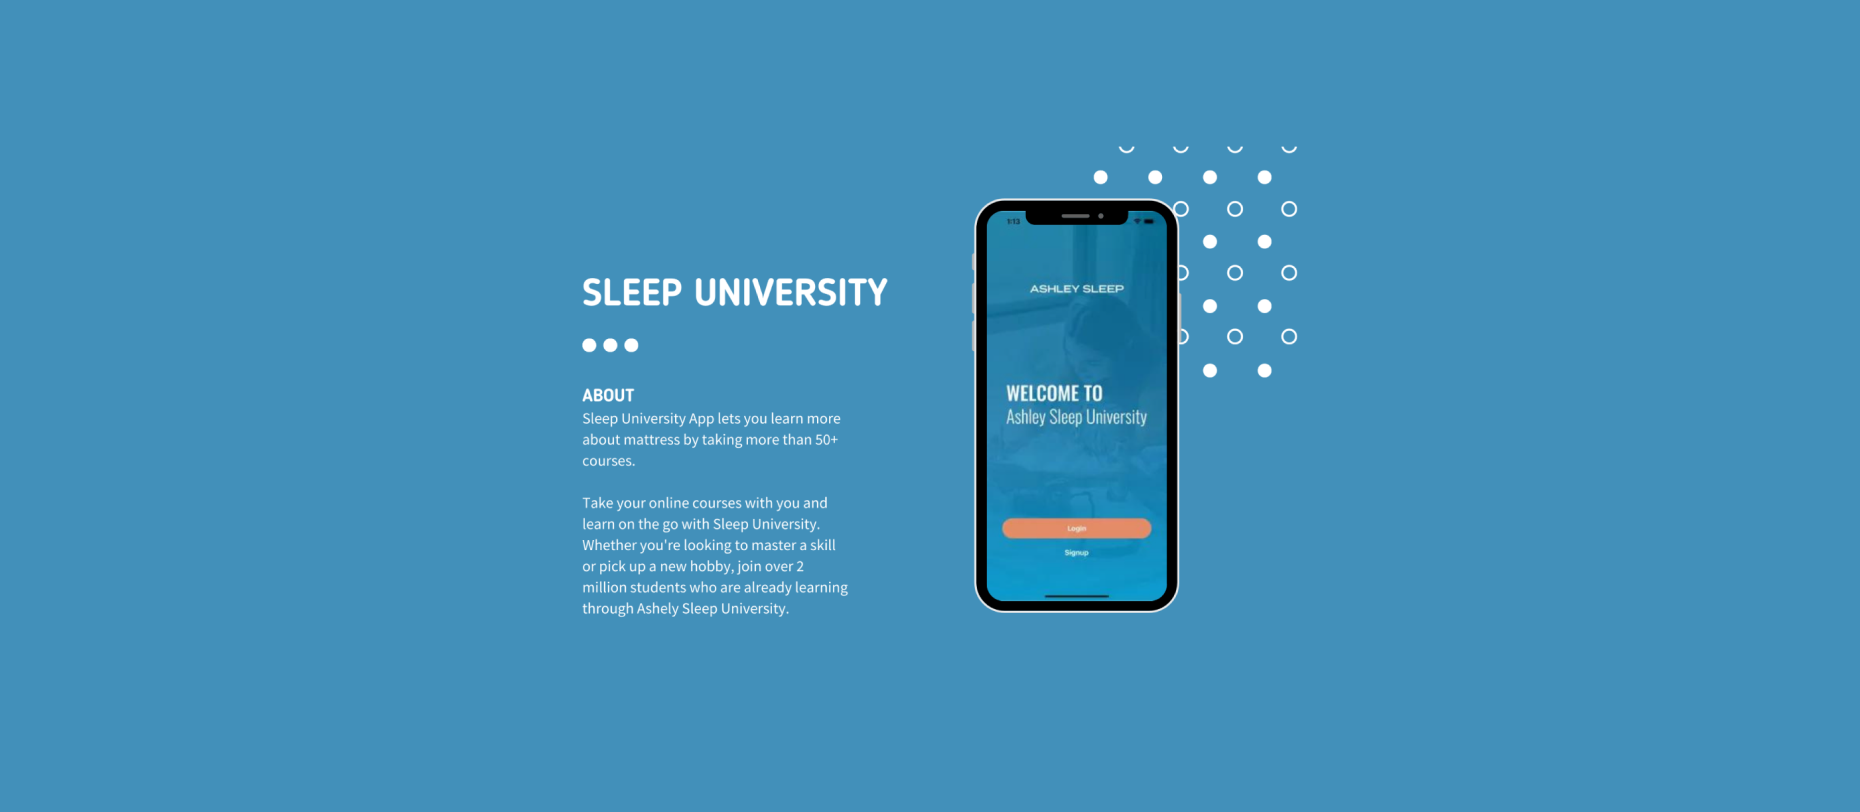 SLEEP UNIVERSITY
ABOUT
Sleep University App lets you learn more
about mattress by taking more than 50+
courses.
Take your online courses with you and
learn on the go with Sleep University.
Whether you're looking to master a skill
or pick up a new hobby, join over 2
million students who are already learning
through Ashely Sleep University.
1:13
ASHLEY SLEEP
WELCOME TO
Ashley Sleep University
Login
Signup